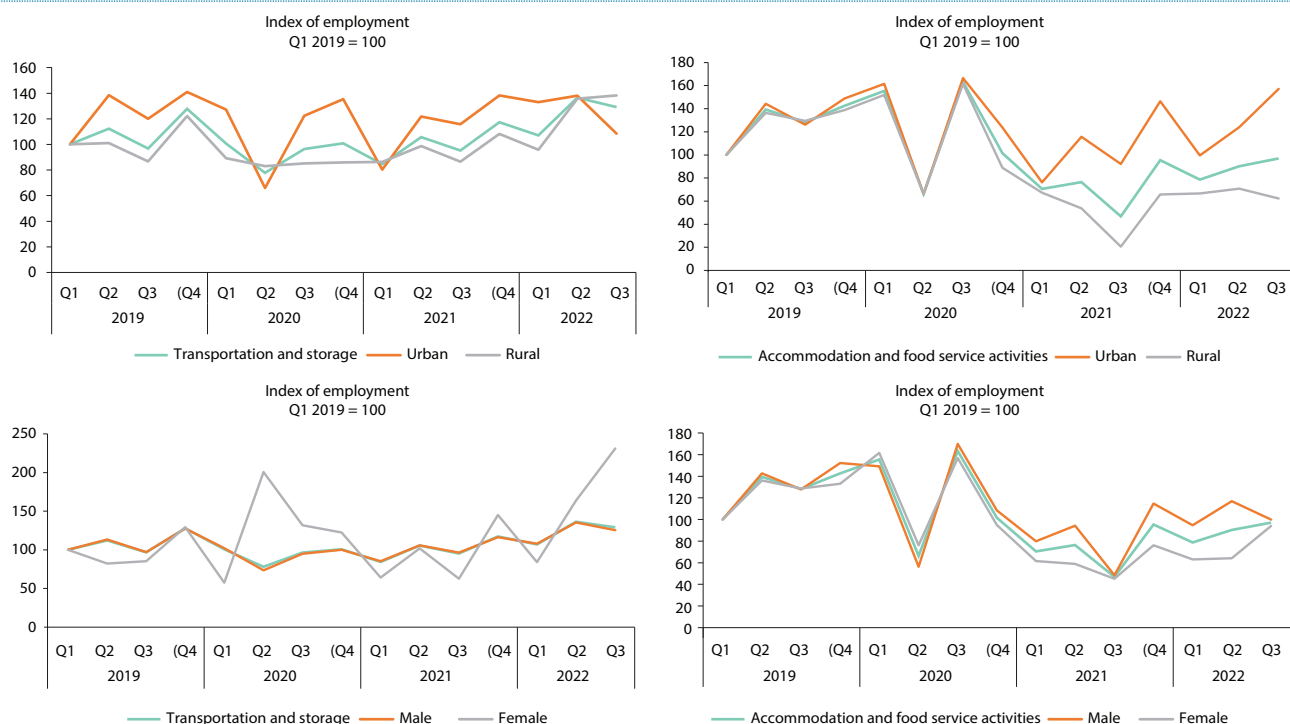 Index of employment
Q1 2019 = 100
160
140
120
100
80
60
40
20
0
Q1 Q2 Q3 (Q4 Q1 Q2 Q3 (Q4 Q1 Q2 Q3 (Q4 Q1 Q2 Q3
2019 2020 2021 2022
Transportation and storage Urban Rural
Index of employment
Q1 2019 = 100
180
160
140
120
100
80
60
40
20
0
Q1 Q2 Q3 (Q4 Q1 Q2 Q3 (Q4 Q1 Q2 Q3 (Q4 Q1 Q2 Q3
2019 2020 2021 2022
Accommodation and food service activities Urban Rural
Index of employment
Q1 2019 = 100
250
200
150
100
50
0
Q1 Q2 Q3 (Q4 Q1 Q2 Q3 (Q4 Q1 Q2 Q3 (Q4 Q1 Q2 Q3
2019 2020 2021 2022
Transportation and storage Male Female
Index of employment
Q1 2019 = 100
180
160
140
120
100
80
60
40
20
0
Q1 Q2 Q3 (Q4 Q1 Q2 Q3 (Q4 Q1 Q2 Q3 (Q4 Q1 Q2 Q3
2019 2020 2021 2022
Accommodation and food service activities Male Female